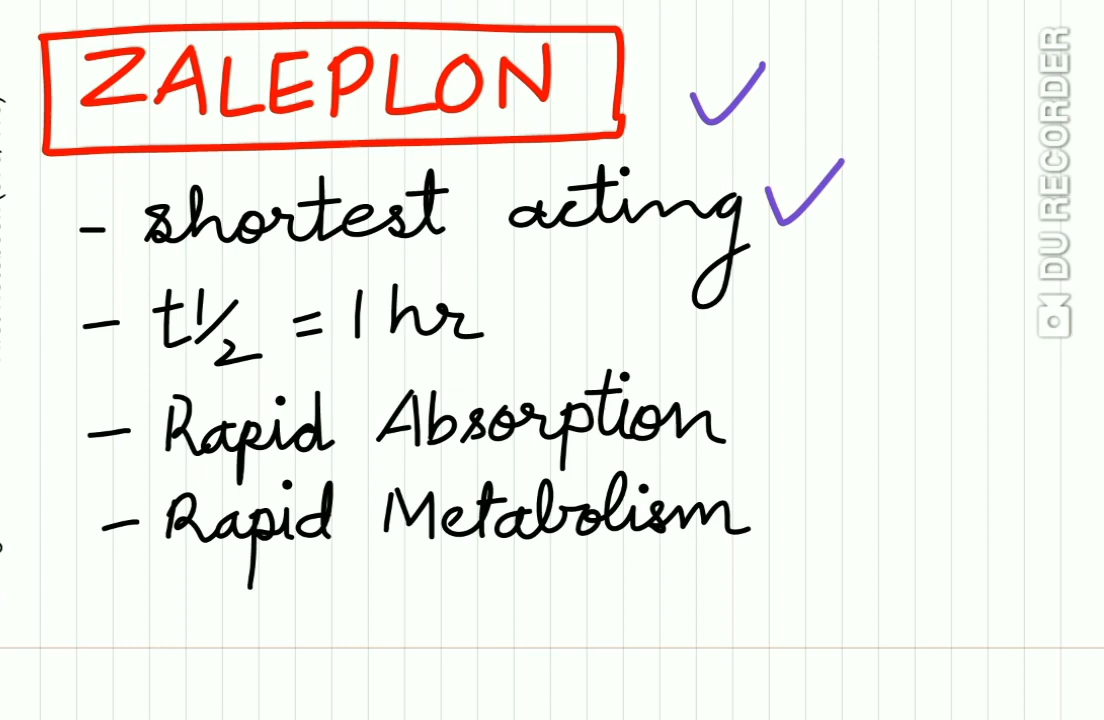 ZALEPLON
- shortest acting
- t1/2 = 1 hr
- Rapid Absorption
- Rapid Metabolism
DU RECORDER